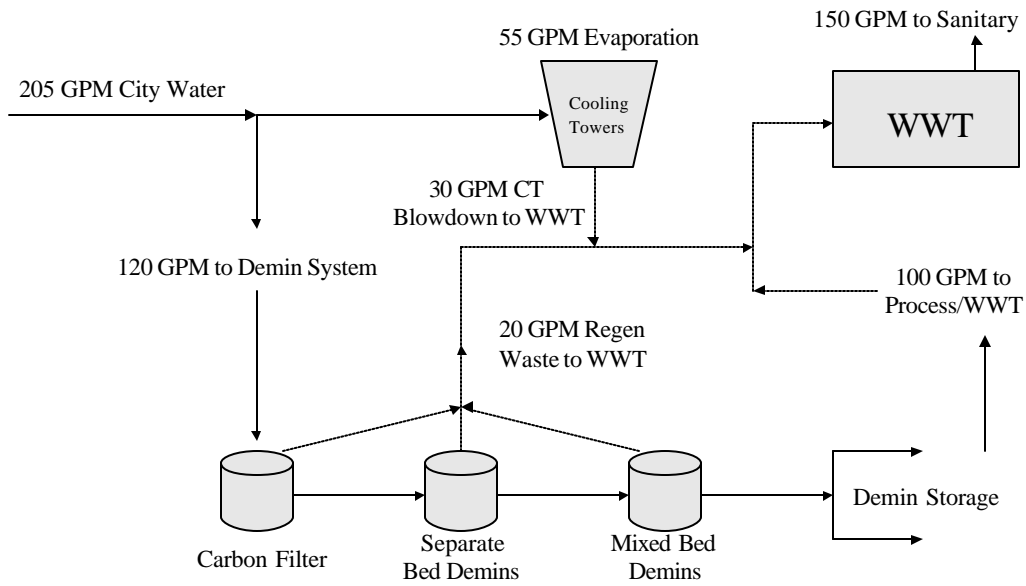 150 GPM to Sanitary
55 GPM Evaporation
205 GPM City Water
Cooling
Towers
WWT
30 GPM CT
Blowdown to WWT
120 GPM to Demin System
100 GPM to
Process/WWT
20 GPM Regen
Waste to WWT
Demin Storage
Carbon Filter
Separate
Bed Demins
Mixed Bed
Demins